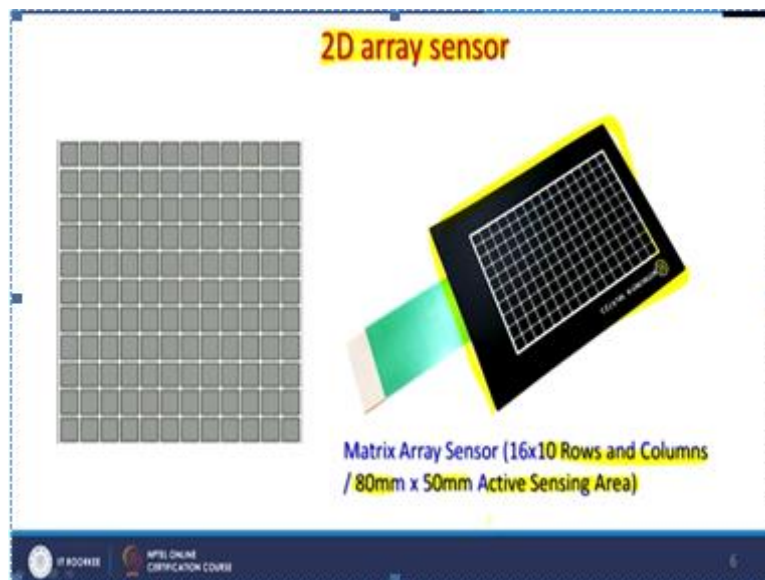 2D array sensor
Matrix Array Sensor (16x10 Rows and Columns
/ 80mm x 50mm Active Sensing Area)
IIT ROORKEE
NPTEL ONLINE
CERTIFICATION COURSE
6